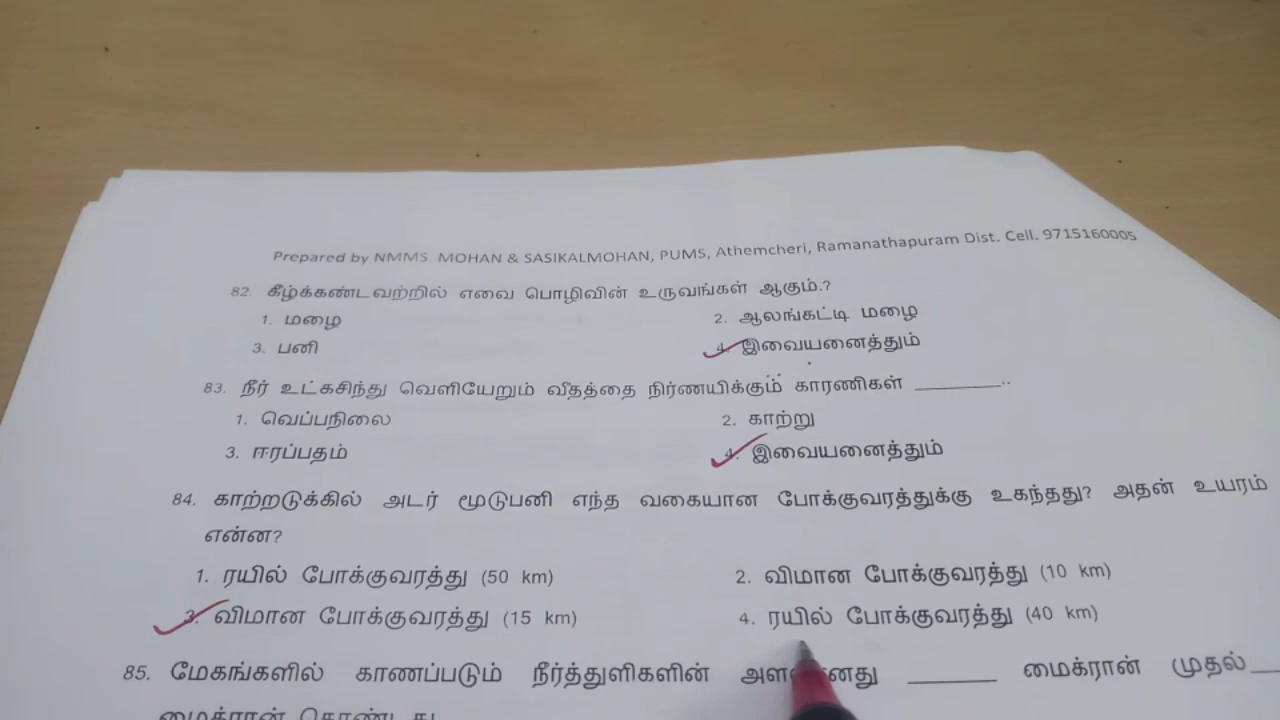 Prepared by NMMS. MOHAN & SASIKALMOHAN, PUMS, Athemcheri, Ramanathapuram Dist. Cell. 9715160005
82. கீழ்க்கண்டவற்றில் எவை பொழிவின் உருவங்கள் ஆகும்.?
1. மழை 2. ஆலங்கட்டி மழை
3. பனி 4. இவையனைத்தும்
83. நீர் உட்கசிந்து வெளியேறும் வீதத்தை நிர்ணயிக்கும் காரணிகள் __________..
1. வெப்பநிலை 2. காற்று
3. ஈரப்பதம் 4. இவையனைத்தும்
84. காற்றடுக்கில் அடர் மூடுபனி எந்த வகையான போக்குவரத்துக்கு உகந்தது? அதன் உயரம்
என்ன?
1. ரயில் போக்குவரத்து (50 km) 2. விமான போக்குவரத்து (10 km)
3. விமான போக்குவரத்து (15 km) 4. ரயில் போக்குவரத்து (40 km)
85. மேகங்களில் காணப்படும் நீர்த்துளிகளின் ________ மைக்ரான் முதல்__